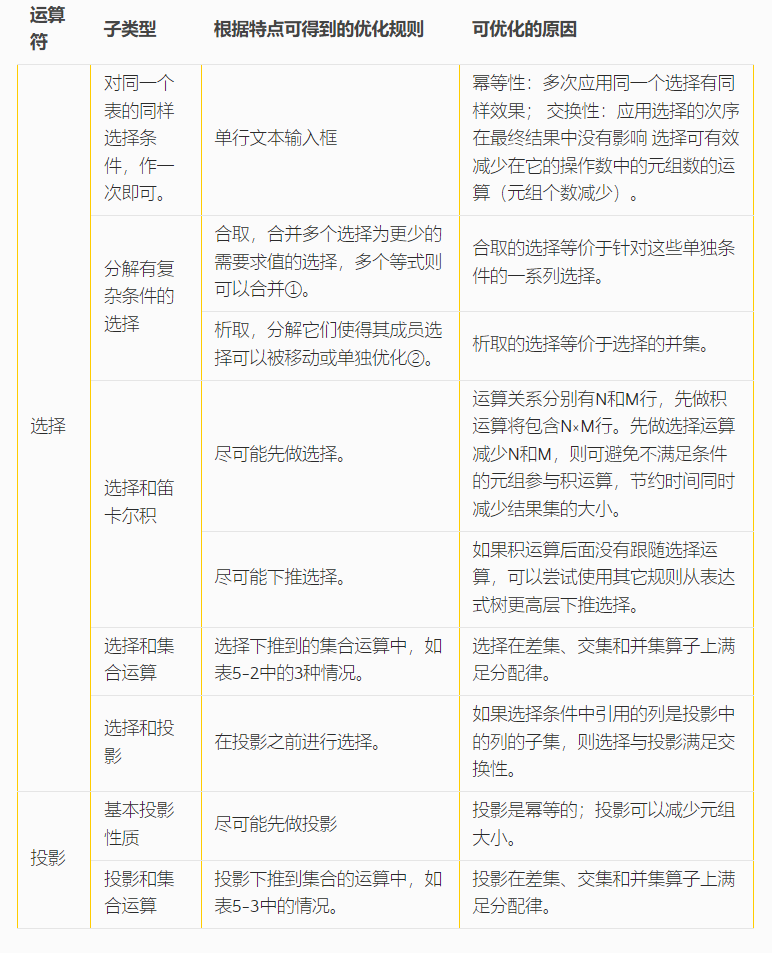 运算
符
子类型
根据特点可得到的优化规则
可优化的原因
选择
对同一个
表的同样
选择条
件，作一
次即可。
单行文本输入框
幂等性：多次应用同一个选择有同
样效果； 交换性：应用选择的次序
在最终结果中没有影响 选择可有效
减少在它的操作数中的元组数的运
算（元组个数减少）。
分解有复
杂条件的
选择
合取，合并多个选择为更少的
需要求值的选择，多个等式则
可以合并①。
合取的选择等价于针对这些单独条
件的一系列选择。
析取，分解它们使得其成员选
择可以被移动或单独优化②。
析取的选择等价于选择的并集。
选择和笛
卡尔积
尽可能先做选择。
运算关系分别有N和M行，先做积
运算将包含N×M行。先做选择运算
减少N和M，则可避免不满足条件
的元组参与积运算，节约时间同时
减少结果集的大小。
尽可能下推选择。
如果积运算后面没有跟随选择运
算，可以尝试使用其它规则从表达
式树更高层下推选择。
选择和集
合运算
选择下推到的集合运算中，如
表5-2中的3种情况。
选择在差集、交集和并集算子上满
足分配律。
选择和投
影
在投影之前进行选择。
如果选择条件中引用的列是投影中
的列的子集，则选择与投影满足交
换性。
投影
基本投影
性质
尽可能先做投影
投影是幂等的；投影可以减少元组
大小。
投影和集
合运算
投影下推到集合的运算中，如
表5-3中的情况。
投影在差集、交集和并集算子上满
足分配律。